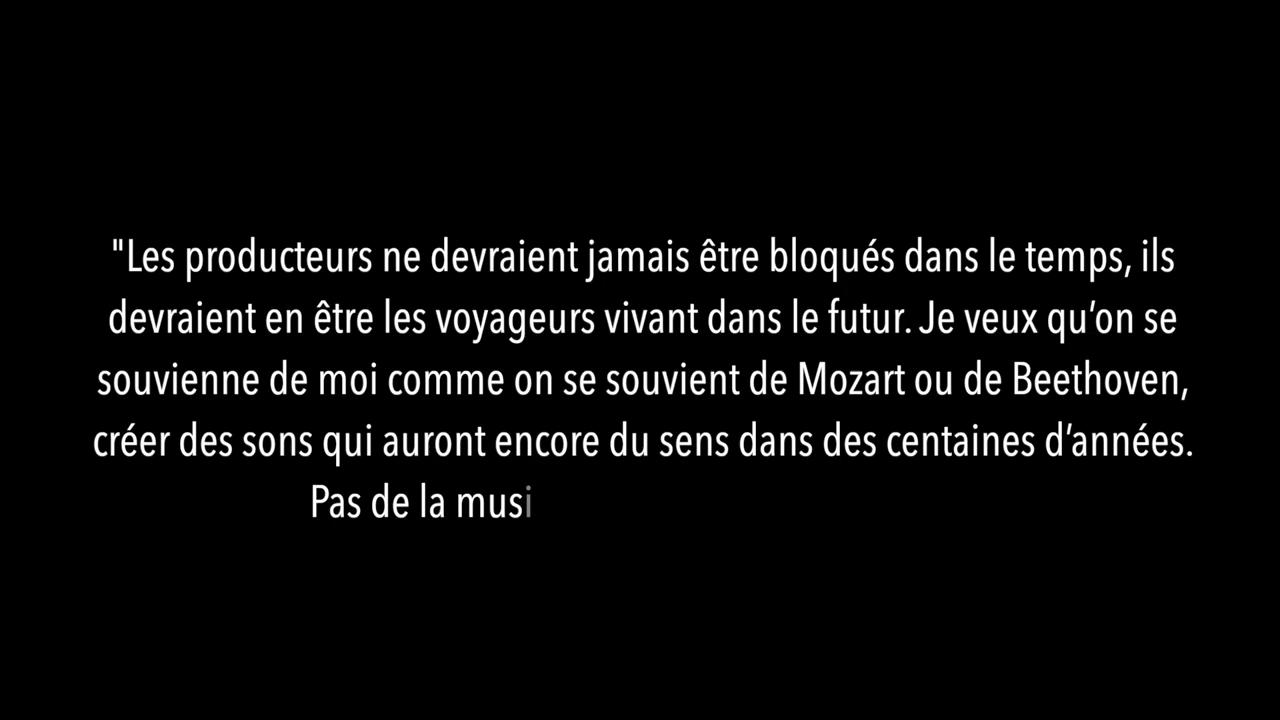 "Les producteurs ne devraient jamais être bloqués dans le temps, ils
devraient en être les voyageurs vivant dans le futur. Je veux qu’on se
souvienne de moi comme on se souvient de Mozart ou de Beethoven,
créer des sons qui auront encore du sens dans des centaines d’années.
Pas de la musi